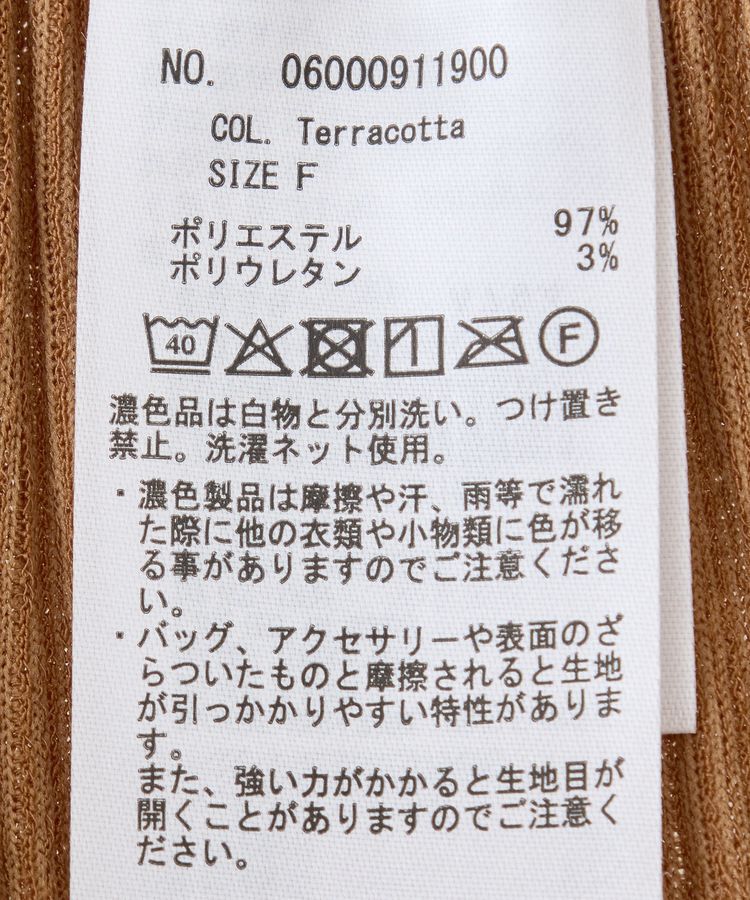 NO. 06000911900
COL. Terracotta
SIZE F
ポリエステル 97%
ポリウレタン 3%
40 F
濃色品は白物と分別洗い。つけ置き
禁止。洗濯ネット使用。
・濃色製品は摩擦や汗、雨等で濡れ
た際に他の衣類や小物類に色が移
る事がありますのでご注意くださ
い。
・バッグ、アクセサリーや表面のざ
らついたものと摩擦されると生地
が引っかかりやすい特性がありま
す。
また、強い力がかかると生地目が
開くことがありますのでご注意く
ださい。